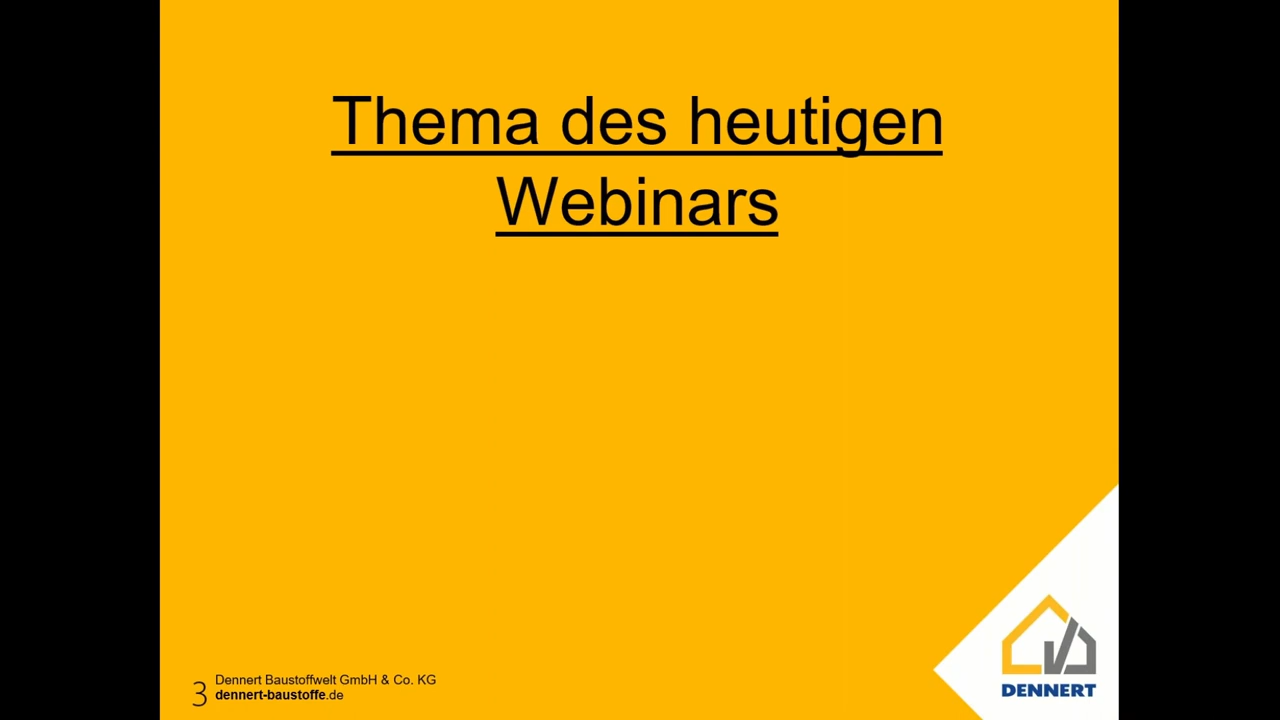 Thema des heutigen
Webinars
3
Dennert Baustoffwelt GmbH & Co. KG
dennert-baustoffe.de
DENNERT